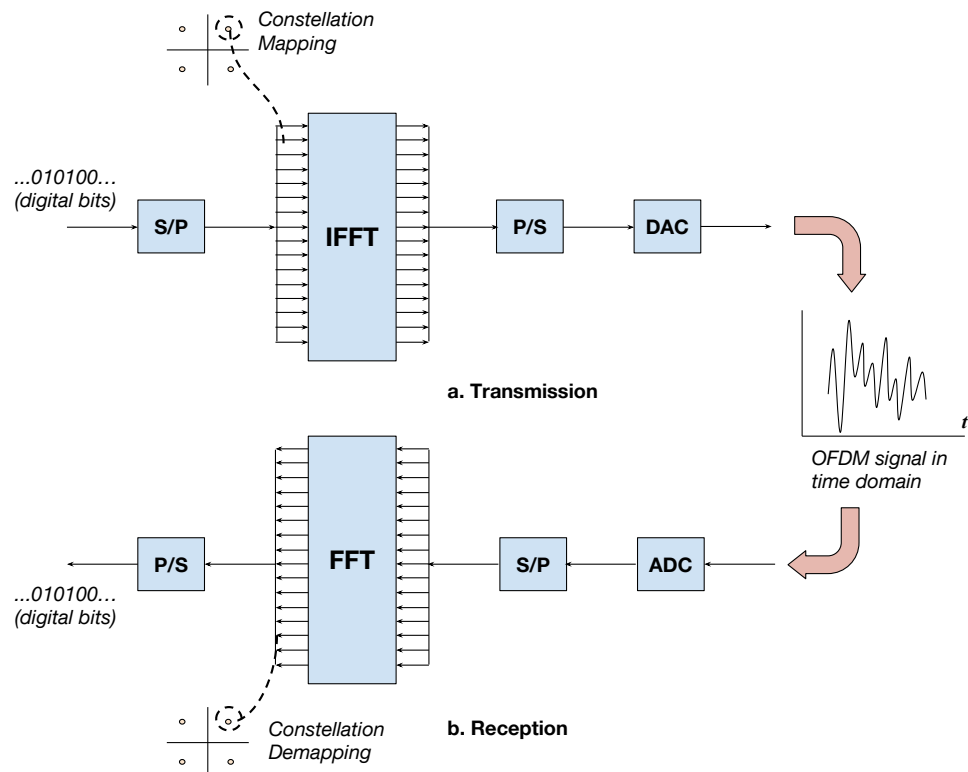 Constellation
Mapping
...010100...
(digital bits)
S/P
IFFT
P/S
DAC
a. Transmission
t
OFDM signal in
time domain
P/S
FFT
S/P
ADC
...010100...
(digital bits)
Constellation
Demapping
b. Reception